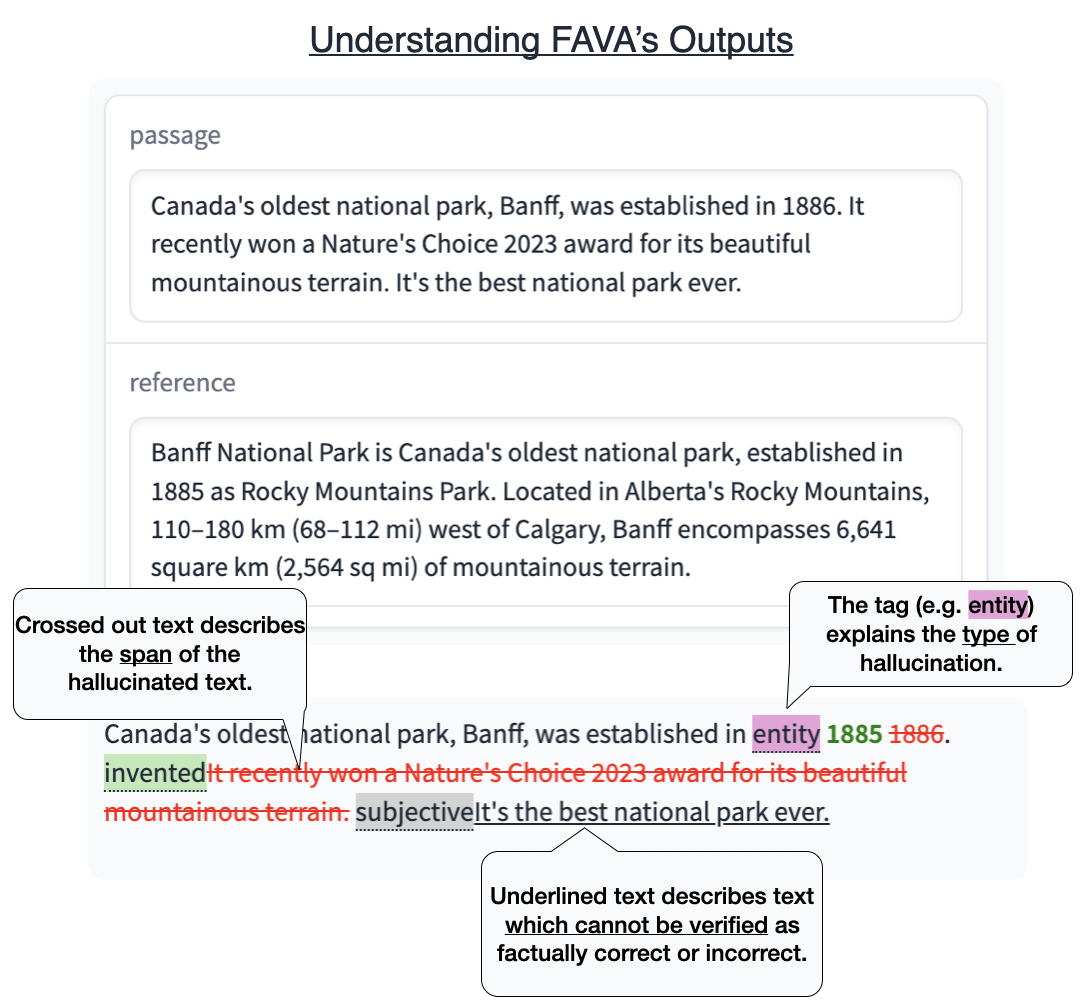 Understanding FAVA's Outputs
passage
Canada's oldest national park, Banff, was established in 1886. It
recently won a Nature's Choice 2023 award for its beautiful
mountainous terrain. It's the best national park ever.
reference
Banff National Park is Canada's oldest national park, established in
1885 as Rocky Mountains Park. Located in Alberta's Rocky Mountains,
110–180 km (68–112 mi) west of Calgary, Banff encompasses 6,641
square km (2,564 sq mi) of mountainous terrain.
Crossed out text describes
the span of the
hallucinated text.
The tag (e.g. entity)
explains the type of
hallucination.
Canada's oldest national park, Banff, was established in entity 1885 1886.
inventedIt recently won a Nature's Choice 2023 award for its beautiful
mountainous terrain. subjectiveIt's the best national park ever.
Underlined text describes text
which cannot be verified as
factually correct or incorrect.